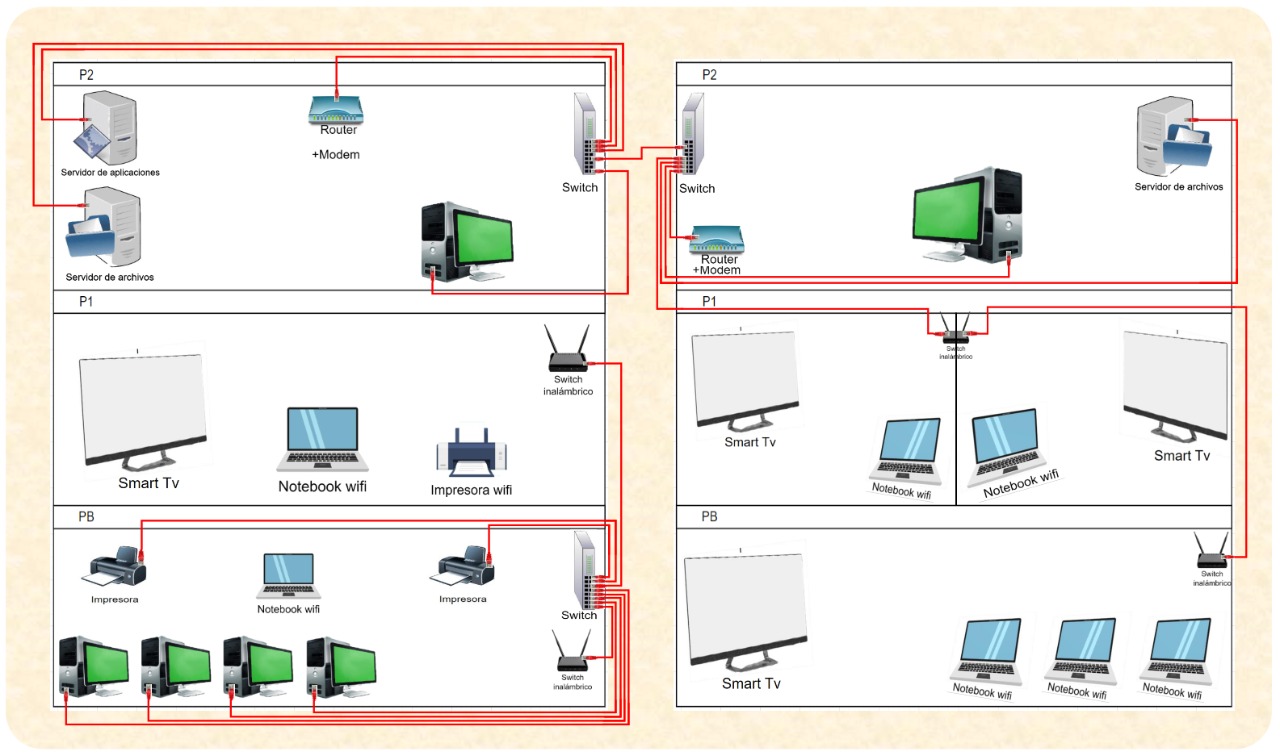 P2
Servidor de aplicaciones
Router
+Modem
Switch
Servidor de archivos
P1
Switch
inalámbrico
Smart Tv
Notebook wifi
Impresora wifi
PB
Impresora
Notebook wifi
Impresora
Switch
Switch
inalámbrico
P2
Switch
Servidor de archivos
Router
+Modem
P1
Switch
inalámbrico
Smart Tv
Notebook wifi
Notebook wifi
Smart Tv
PB
Switch
inalámbrico
Smart Tv
Notebook wifi
Notebook wifi
Notebook wifi